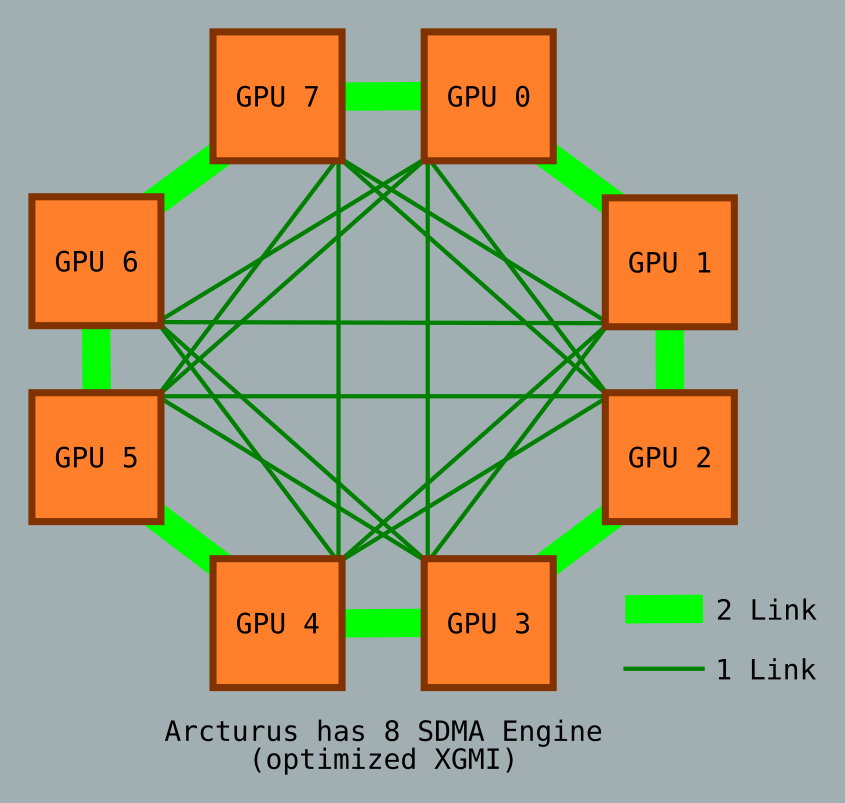 GPU 7
GPU 0
GPU 6
GPU 1
GPU 5
GPU 2
GPU 4
GPU 3
2 Link
1 Link
Arcturus has 8 SDMA Engine
(optimized XGMI)